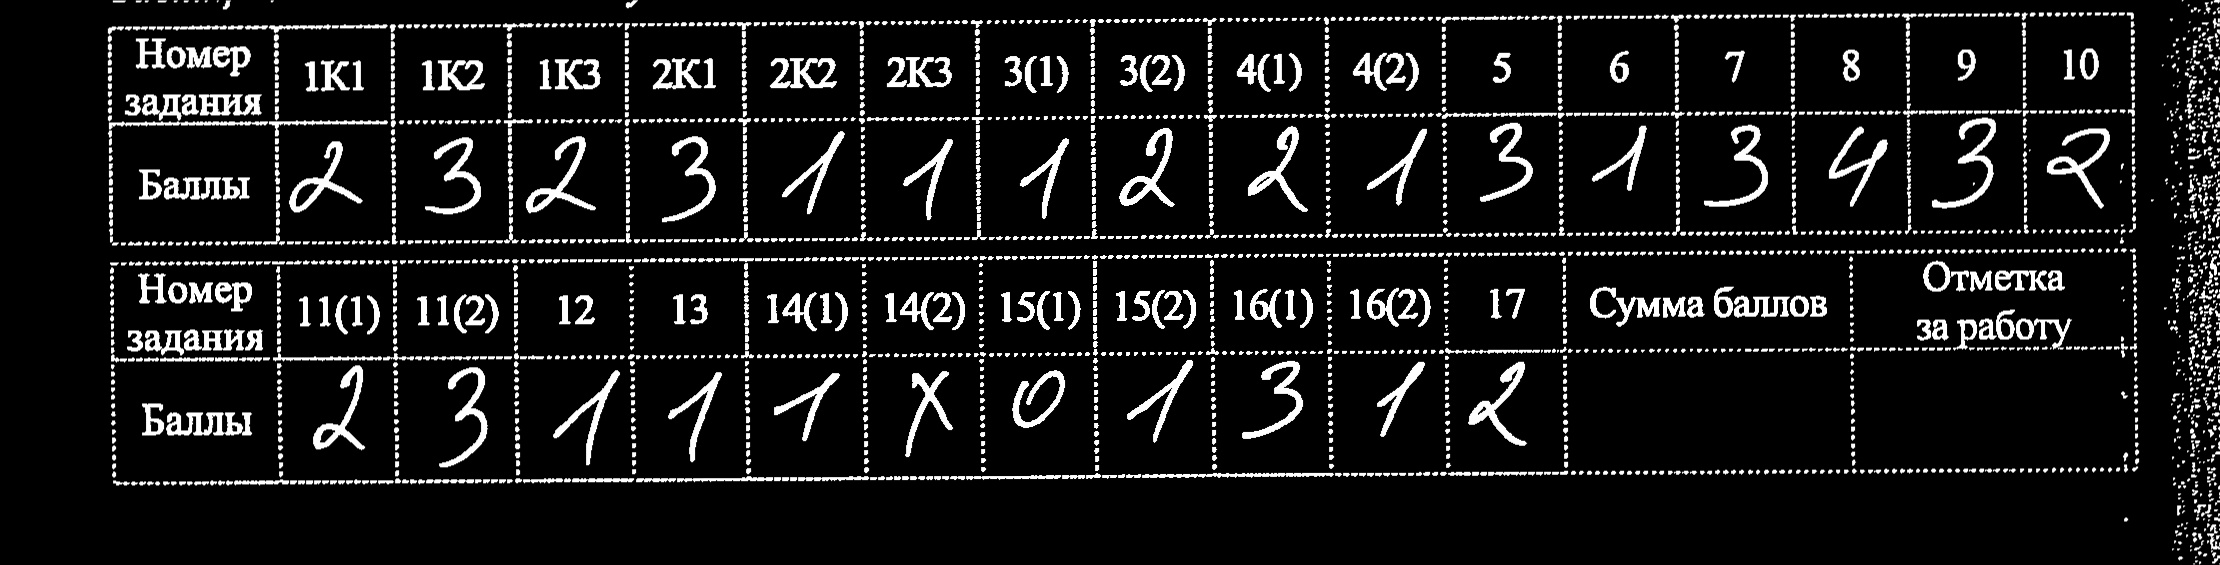 Номер задания 1К1 1К2 1К3 2К1 2К2 2К3 3(1) 3(2) 4(1) 4(2) 5 6 7 8 9 10
Баллы 2 3 2 3 1 1 1 2 2 1 3 1 3 4 3 2
Номер задания 11(1) 11(2) 12 13 14(1) 14(2) 15(1) 15(2) 16(1) 16(2) 17 Сумма баллов Отметка за работу
Баллы 2 3 1 1 1 X 0 1 3 1 2